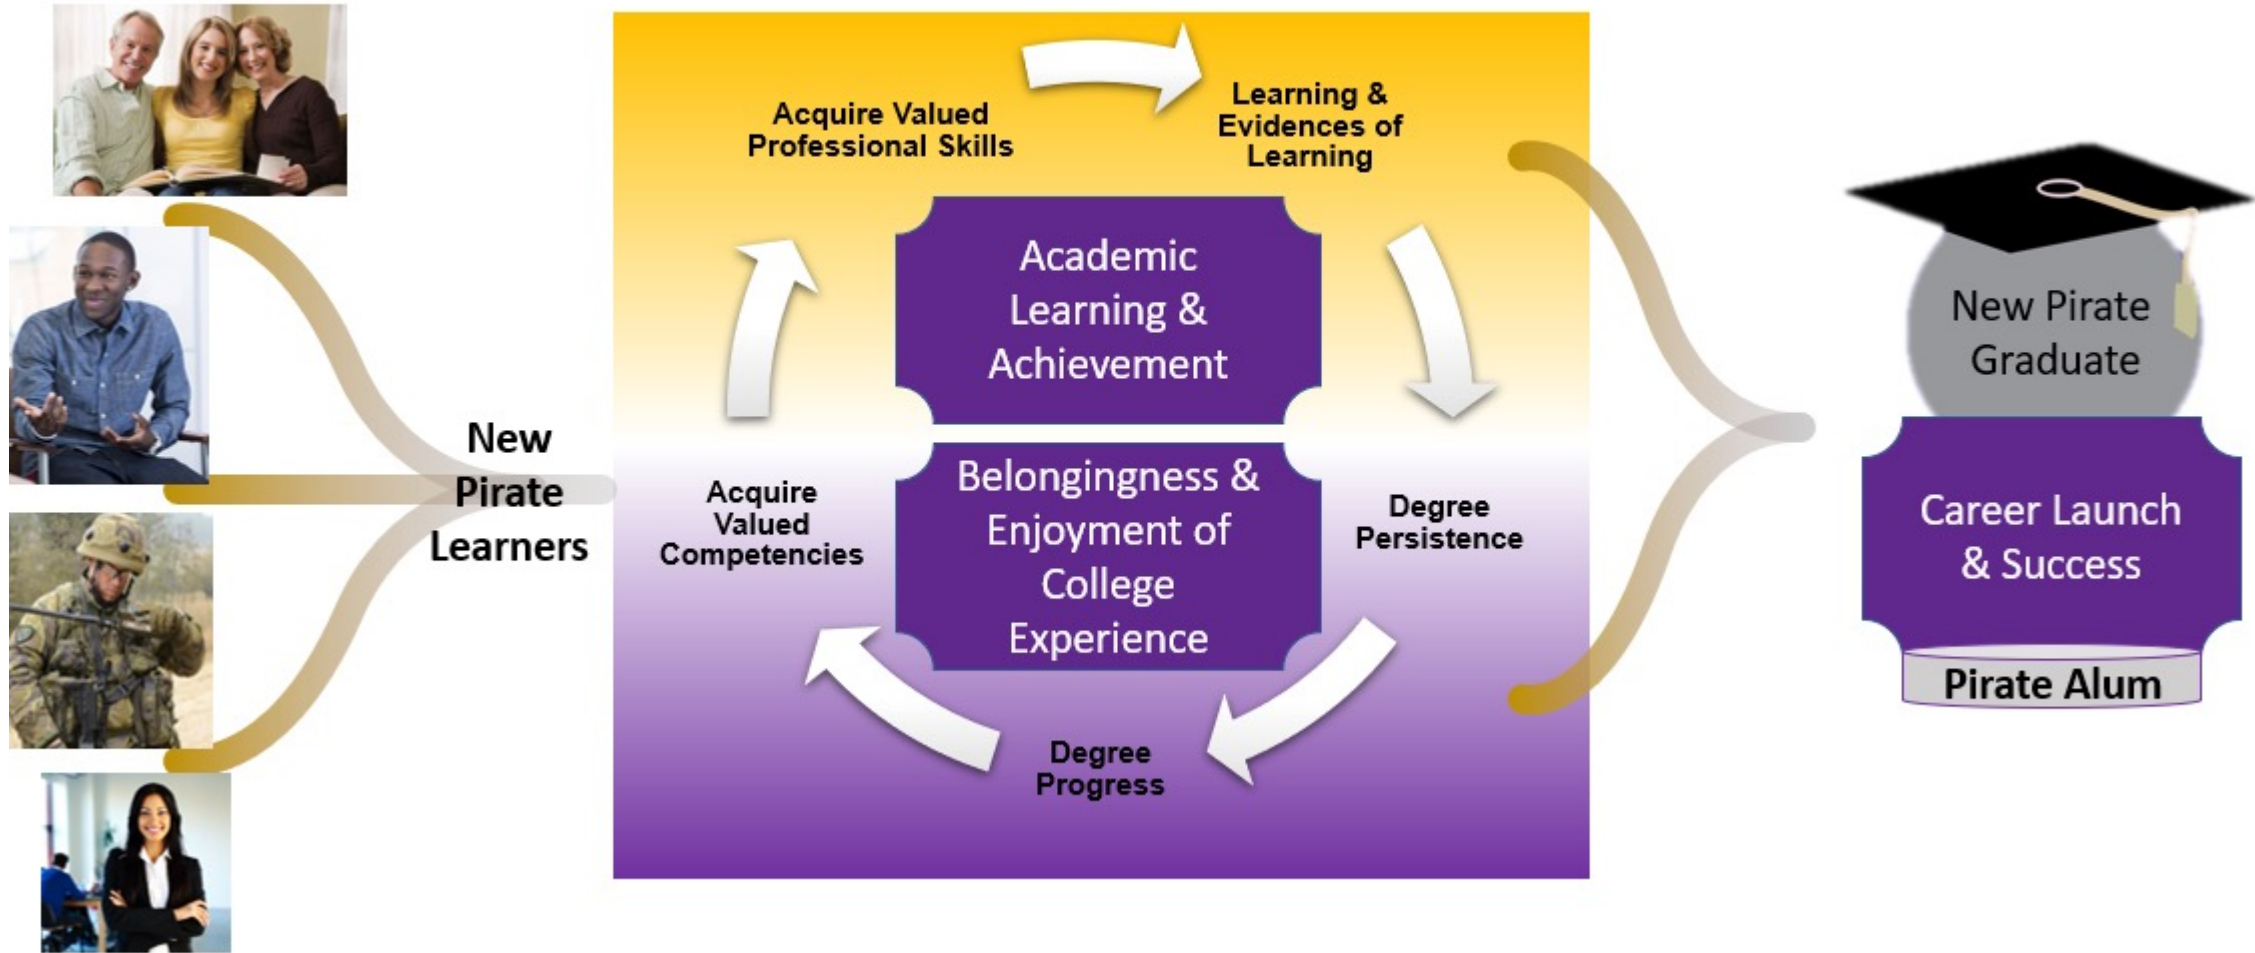 New
Pirate
Learners
Acquire Valued
Professional Skills
Learning &
Evidences of
Learning
Degree
Persistence
Degree
Progress
Acquire
Valued
Competencies
Academic
Learning &
Achievement
Belongingness &
Enjoyment of
College
Experience
New Pirate
Graduate
Career Launch
& Success
Pirate Alum